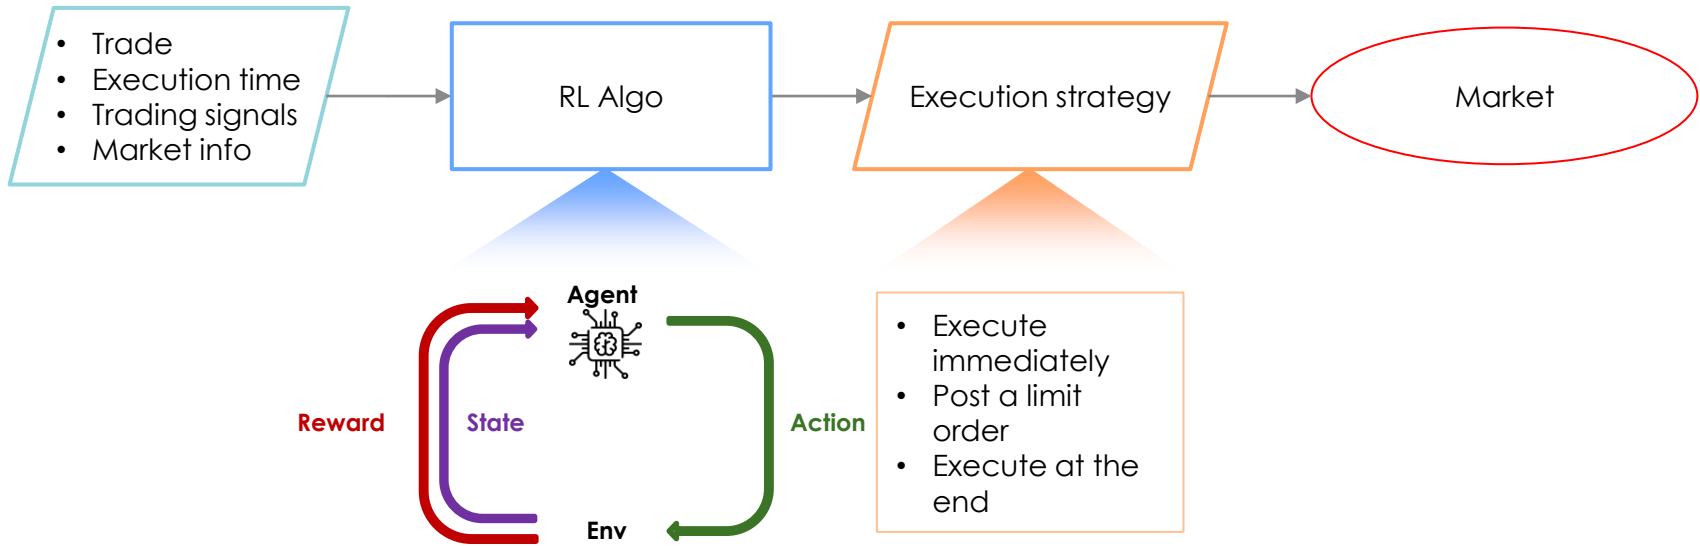 • Trade
• Execution time
• Trading signals
• Market info
RL Algo
Execution strategy
Market
Agent
Reward
State
Action
Env
• Execute
immediately
• Post a limit
order
• Execute at the
end